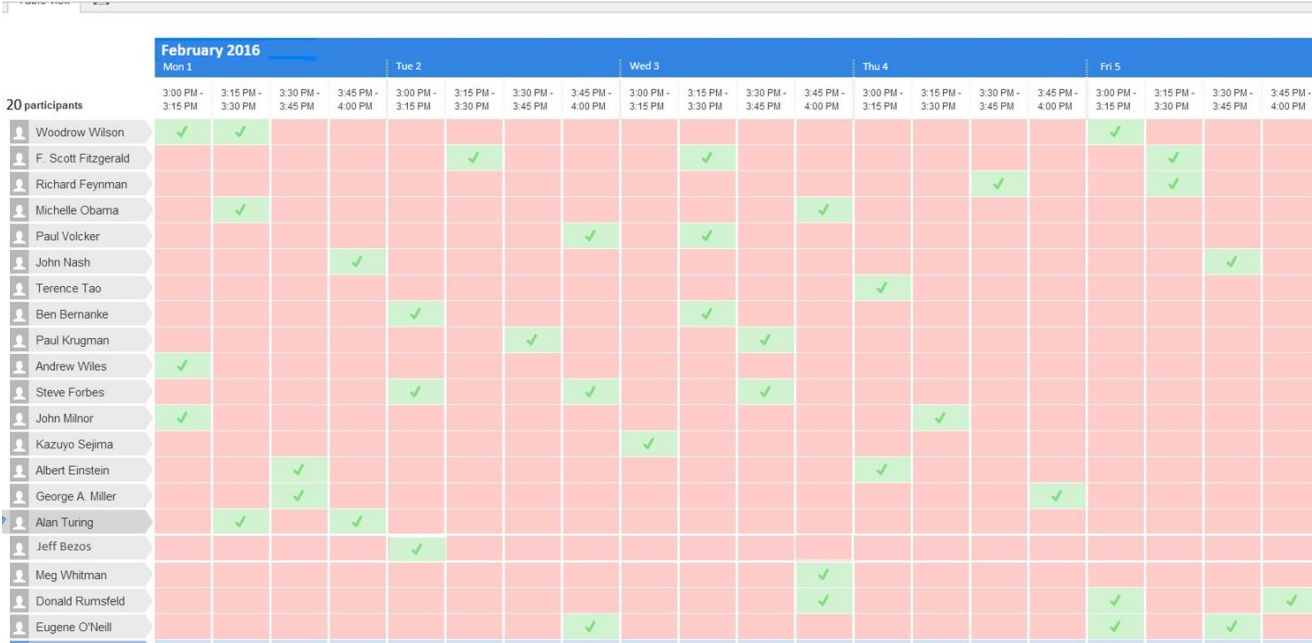 Table view
February 2016
Mon 1 Tue 2 Wed 3 Thu 4 Fri 5
3:00 PM - 3:15 PM - 3:30 PM - 3:45 PM - 3:00 PM - 3:15 PM - 3:30 PM - 3:45 PM - 3:00 PM - 3:15 PM - 3:30 PM - 3:45 PM - 3:00 PM - 3:15 PM - 3:30 PM - 3:45 PM - 3:00 PM - 3:15 PM - 3:30 PM - 3:45 PM -
20 participants 3:15 PM 3:30 PM 3:45 PM 4:00 PM 3:15 PM 3:30 PM 3:45 PM 4:00 PM 3:15 PM 3:30 PM 3:45 PM 4:00 PM 3:15 PM 3:30 PM 3:45 PM 4:00 PM 3:15 PM 3:30 PM 3:45 PM 4:00 PM
Woodrow Wilson
F. Scott Fitzgerald
Richard Feynman
Michelle Obama
Paul Volcker
John Nash
Terence Tao
Ben Bernanke
Paul Krugman
Andrew Wiles
Steve Forbes
John Milnor
Kazuyo Sejima
Albert Einstein
George A. Miller
Alan Turing
Jeff Bezos
Meg Whitman
Donald Rumsfeld
Eugene O'Neill